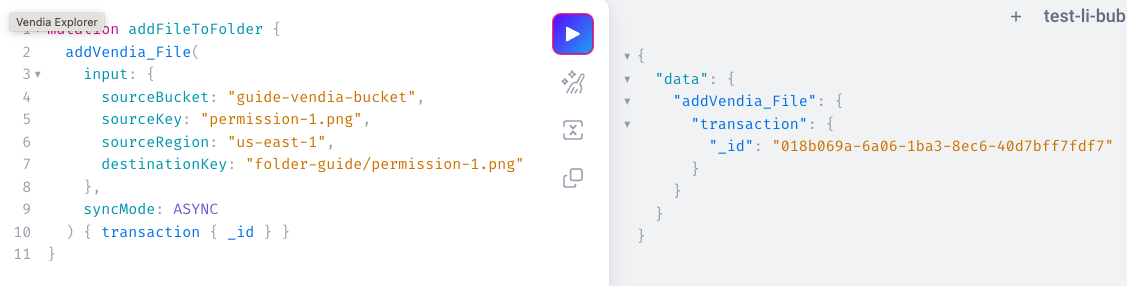 Vendia Explorer
1 mutation addFileToFolder {
2 addVendia_File(
3 input: {
4 sourceBucket: "guide-vendia-bucket",
5 sourceKey: "permission-1.png",
6 sourceRegion: "us-east-1",
7 destinationKey: "folder-guide/permission-1.png"
8 },
9 syncMode: ASYNC
10 ) { transaction { _id } }
11 }
+ test-li-bub
{
"data": {
"addVendia_File": {
"transaction": {
"_id": "018b069a-6a06-1ba3-8ec6-40d7bff7fdf7"
}
}
}
}